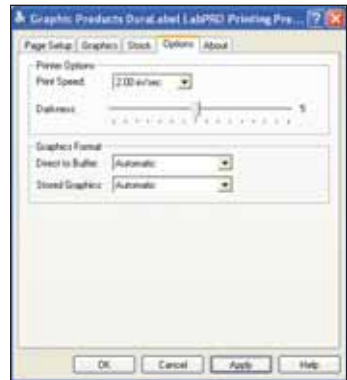 Graphic Products DuraLabel LabPRO Printing Pre...
Page Setup Graphics Stock Options About
Printer Options
Print Speed: 2.00 in/sec
Darkness: 
Graphics Format
Direct to Buffer: Automatic
Stored Graphics: Automatic
OK Cancel Apply Help